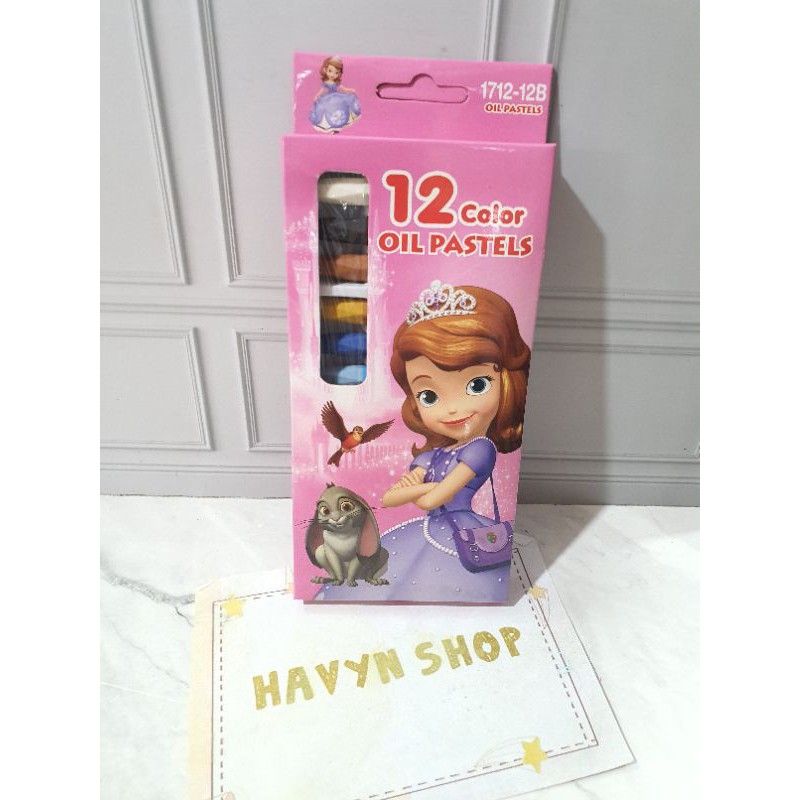 1712-12B
OIL PASTELS
12 Color
OIL PASTELS
HAVYN SHOP